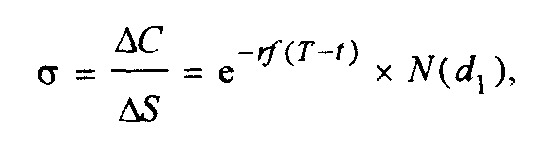 σ = ΔC/ΔS = e^{-rf(T-t)} × N(d_1),